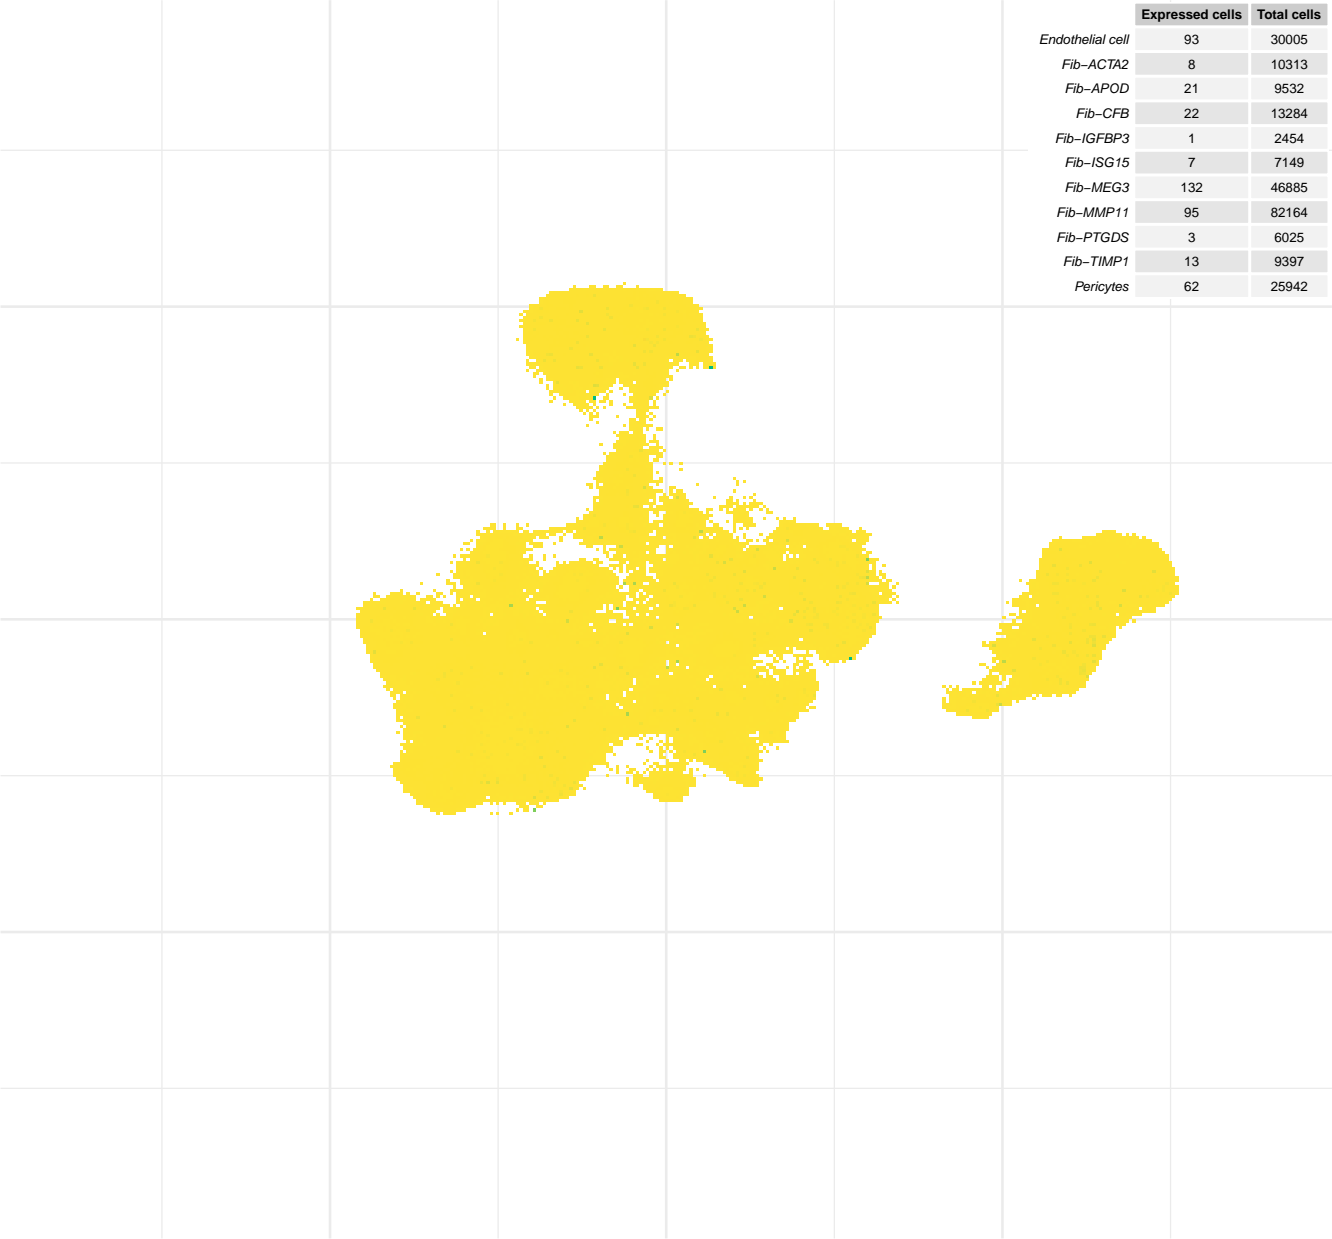 Expressed cells Total cells
Endothelial cell 93 30005
Fib−ACTA2 8 10313
Fib−APOD 21 9532
Fib−CFB 22 13284
Fib−IGFBP3 1 2454
Fib−ISG15 7 7149
Fib−MEG3 132 46885
Fib−MMP11 95 82164
Fib−PTGDS 3 6025
Fib−TIMP1 13 9397
Pericytes 62 25942